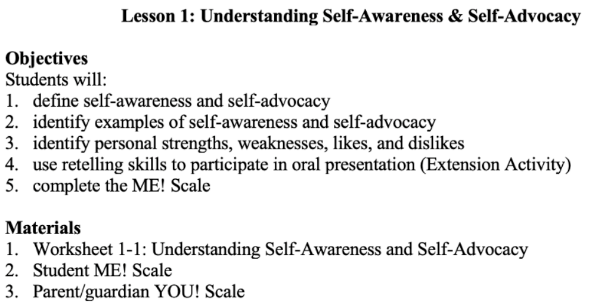 Lesson 1: Understanding Self-Awareness & Self-Advocacy
Objectives
Students will:
1. define self-awareness and self-advocacy
2. identify examples of self-awareness and self-advocacy
3. identify personal strengths, weaknesses, likes, and dislikes
4. use retelling skills to participate in oral presentation (Extension Activity)
5. complete the ME! Scale
Materials
1. Worksheet 1-1: Understanding Self-Awareness and Self-Advocacy
2. Student ME! Scale
3. Parent/guardian YOU! Scale